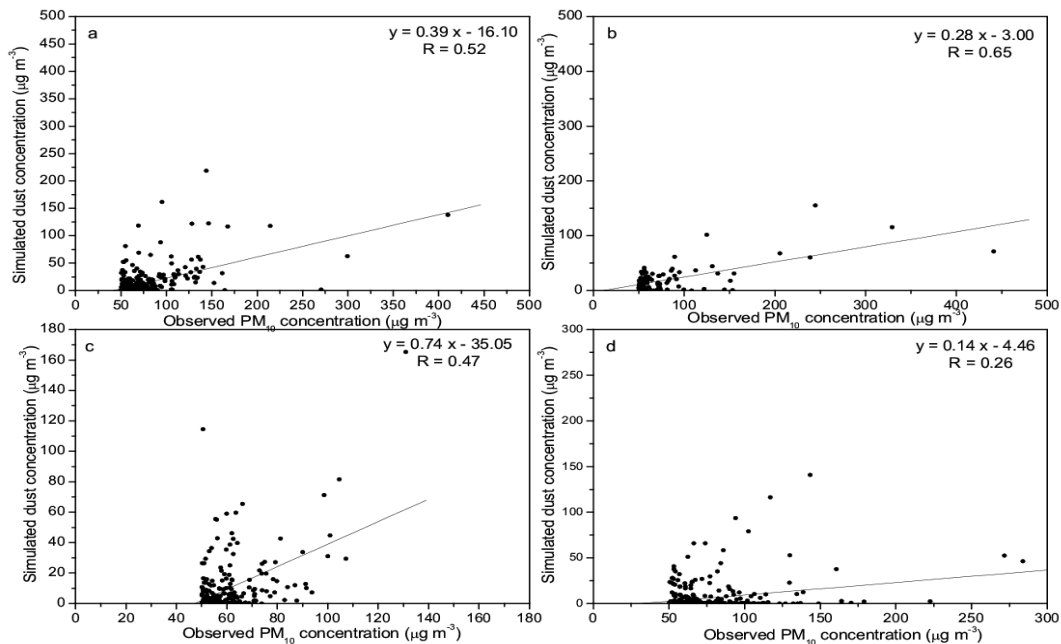 a
y = 0.39 x - 16.10
R = 0.52
Simulated dust concentration (μg m⁻³)
500
450
400
350
300
250
200
150
100
50
0
0 50 100 150 200 250 300 350 400 450 500
Observed PM₁₀ concentration (μg m⁻³)
b
y = 0.28 x - 3.00
R = 0.65
Simulated dust concentration (μg m⁻³)
500
400
300
200
100
0
0 100 200 300 400 500
Observed PM₁₀ concentration (μg m⁻³)
c
y = 0.74 x - 35.05
R = 0.47
Simulated dust concentration (μg m⁻³)
180
160
140
120
100
80
60
40
20
0
0 20 40 60 80 100 120 140 160 180
Observed PM₁₀ concentration (μg m⁻³)
d
y = 0.14 x - 4.46
R = 0.26
Simulated dust concentration (μg m⁻³)
300
250
200
150
100
50
0
0 50 100 150 200 250 300
Observed PM₁₀ concentration (μg m⁻³)